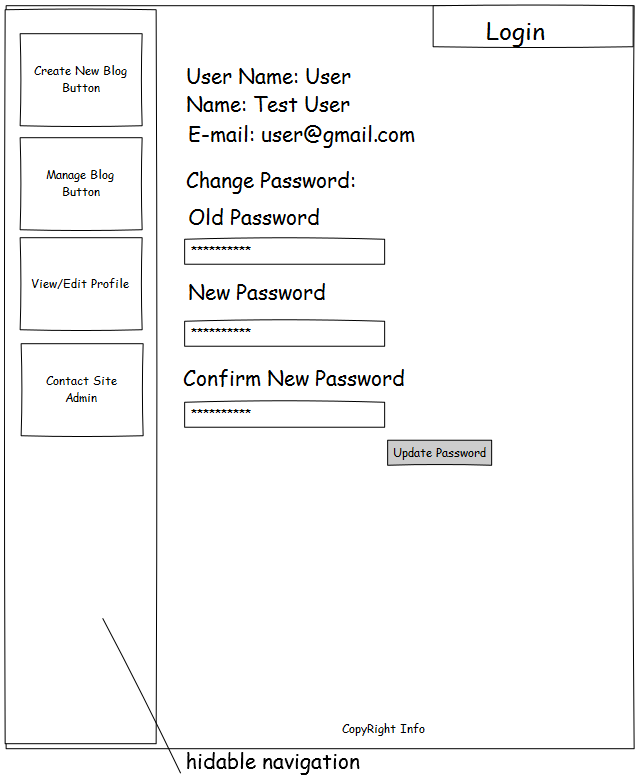 Login
Create New Blog
Button
Manage Blog
Button
View/Edit Profile
Contact Site
Admin
User Name: User
Name: Test User
E-mail: user@gmail.com
Change Password:
Old Password
**********
New Password
**********
Confirm New Password
**********
Update Password
CopyRight Info
hidable navigation